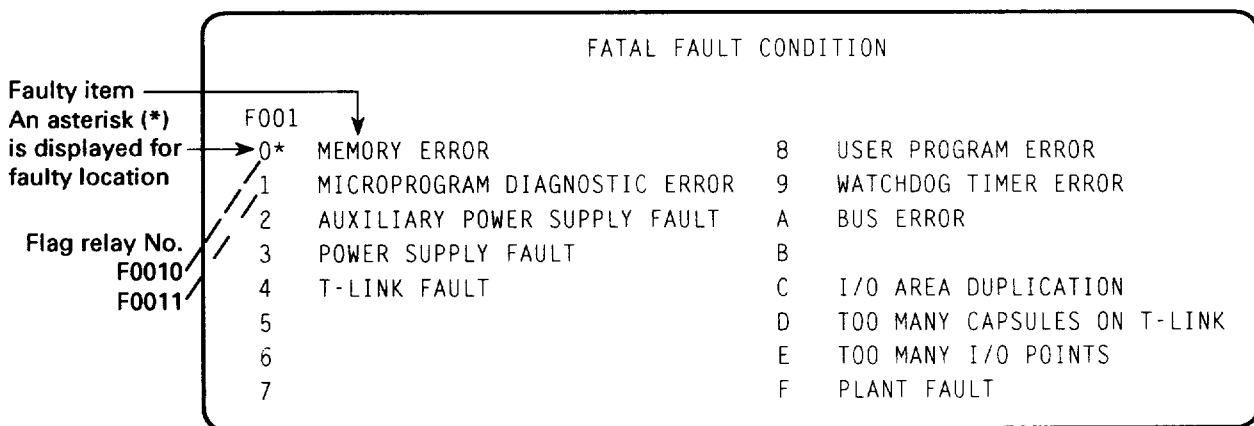 FATAL FAULT CONDITION
Faulty item
An asterisk (*)
is displayed for
faulty location
Flag relay No.
F0010
F0011
F001
0* MEMORY ERROR
1 MICROPROGRAM DIAGNOSTIC ERROR
2 AUXILIARY POWER SUPPLY FAULT
3 POWER SUPPLY FAULT
4 T-LINK FAULT
5
6
7
8 USER PROGRAM ERROR
9 WATCHDOG TIMER ERROR
A BUS ERROR
B
C I/O AREA DUPLICATION
D TOO MANY CAPSULES ON T-LINK
E TOO MANY I/O POINTS
F PLANT FAULT